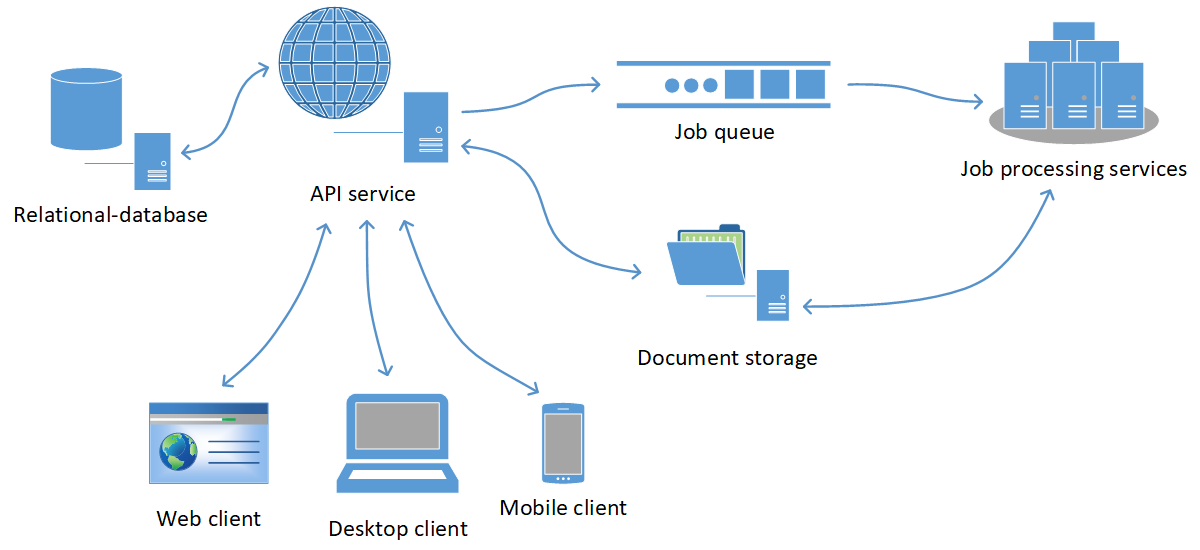 Job queue
Job processing services
API service
Relational-database
Document storage
Web client
Desktop client
Mobile client